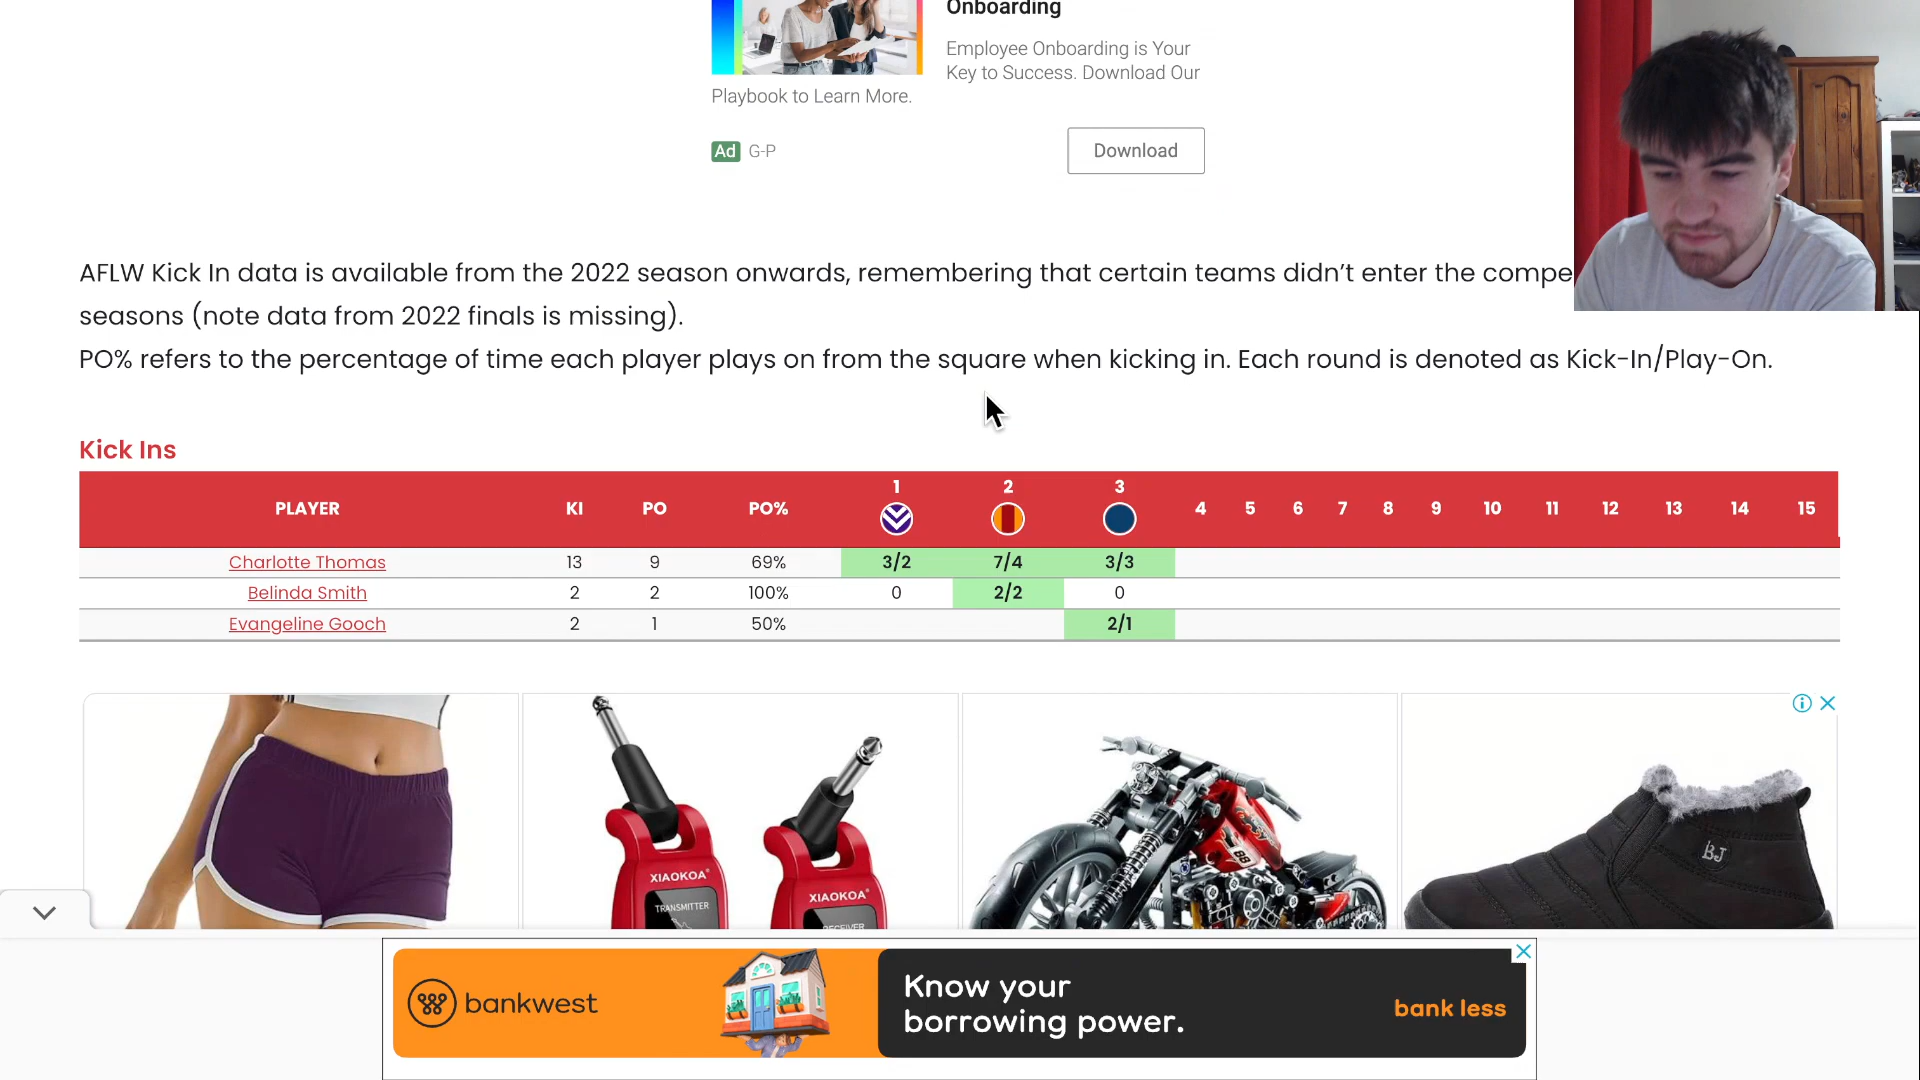 Onboarding
Employee Onboarding is Your
Key to Success. Download Our
Playbook to Learn More.
Ad G-P
Download
AFLW Kick In data is available from the 2022 season onwards, remembering that certain teams didn't enter the compe
seasons (note data from 2022 finals is missing).
PO% refers to the percentage of time each player plays on from the square when kicking in. Each round is denoted as Kick-In/Play-On.
Kick Ins
PLAYER KI PO PO% 1 2 3 4 5 6 7 8 9 10 11 12 13 14 15
Charlotte Thomas 13 9 69% 3/2 7/4 3/3
Belinda Smith 2 2 100% 0 2/2 0
Evangeline Gooch 2 1 50% 2/1
XIAOKOA
TRANSMITTER
XIAOKOA
RECEIVER
88
BJ
bankwest
Know your
borrowing power.
bank less